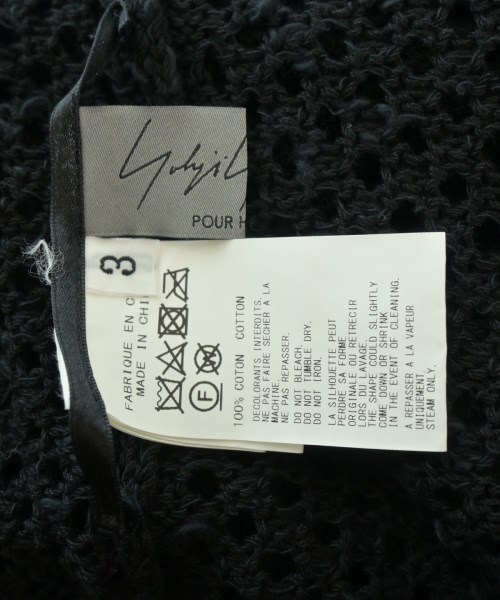 Yohji Y
POUR H
3
FABRIQUE EN C
MADE IN CHI
F
100% COTON COTTON
DECOLORANTS INTERDITS.
NE PAS FAIRE SECHER A LA
MACHINE.
NE PAS REPASSER.
DO NOT BLEACH.
DO NOT TUMBLE DRY.
DO NOT IRON.
LA SILHOUETTE PEUT
PERDRE SA FORME
ORIGINALE OU RETRECIR
LORS DU LAVAGE.
THE SHAPE COULD SLIGHTLY
COME DOWN OR SHRINK
IN THE EVENT OF CLEANING.
A REPASSER A LA VAPEUR
UNIQUEMENT
STEAM ONLY.